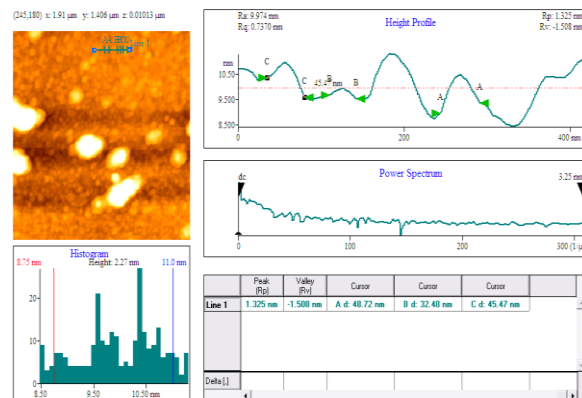 (245,180) x: 1.91 µm y: 1.406 µm z: 0.01013 µm
Line 1
Ra: 9.974 nm
Rq: 0.7370 nm
Height Profile
Rp: 1.325 nm
Rv: -1.508 nm
nm
10.50
9.50
8.500
C
C
45.47 nm
B
B
A
A
0
200
400 nm
Power Spectrum
dc
3.25 nm
0
100
200
300 (1/µ
Histogram
8.75 nm
Height: 2.27 nm
11.0 nm
20
10
0
8.50
9.50
10.50 nm
Peak (Rp)
Valley (Rv)
Cursor
Cursor
Cursor
Line 1
1.325 nm
-1.508 nm
A d: 48.72 nm
B d: 32.48 nm
C d: 45.47 nm
Delta [,]